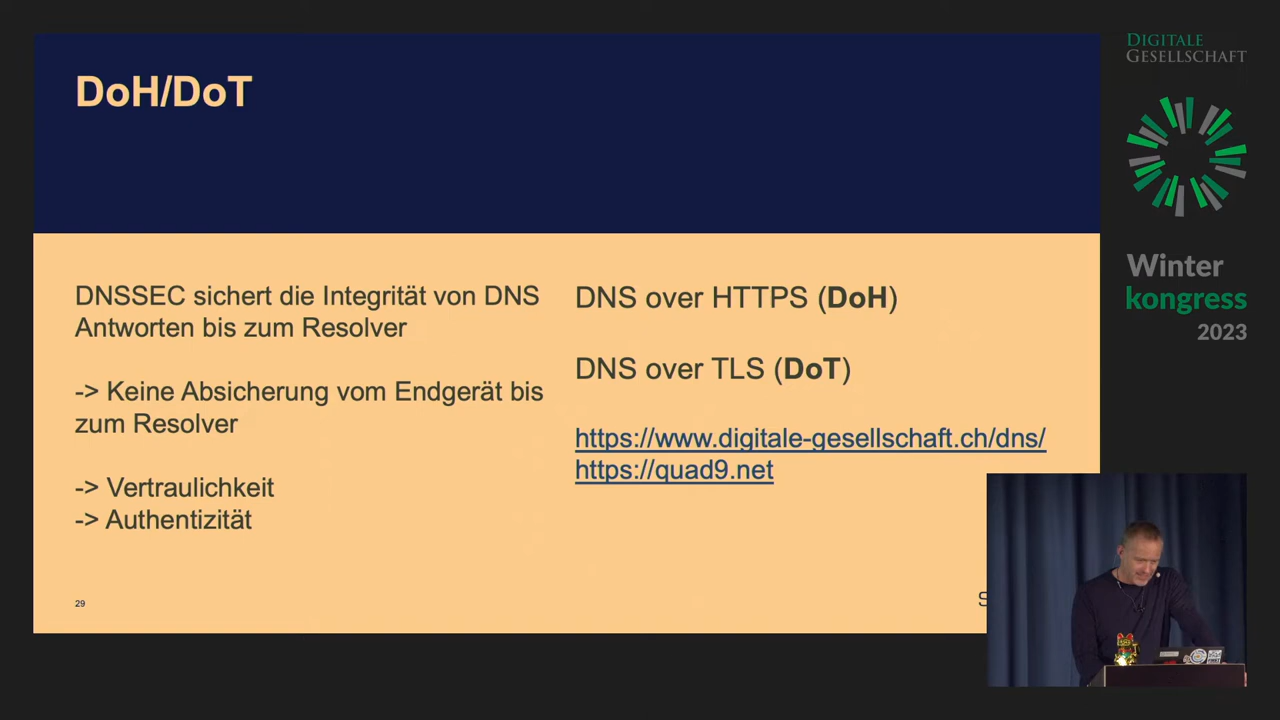 DoH/DoT
DNSSEC sichert die Integrität von DNS
Antworten bis zum Resolver
-> Keine Absicherung vom Endgerät bis
zum Resolver
-> Vertraulichkeit
-> Authentizität
DNS over HTTPS (DoH)
DNS over TLS (DoT)
https://www.digitale-gesellschaft.ch/dns/
https://quad9.net
29
DIGITALE
GESELLSCHAFT
Winter
kongress
2023